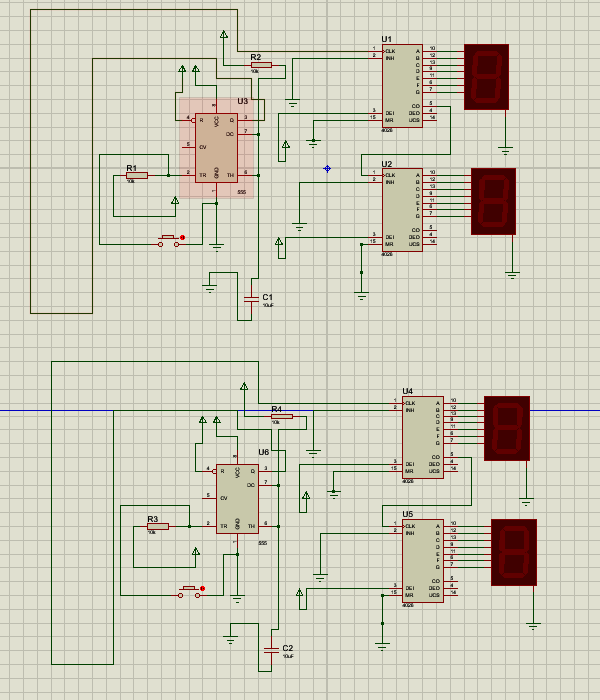 U1
1 CLK A 10
2 INH B 12
C 13
D 9
E 11
F 6
G 7
CO 5
3 DEI DEO 4
15 MR UCS 14
4026
R2
10k
U3
4 R Q 3
DC 7
5 CV
2 TR TH 6
VCC 8
GND 1
555
R1
10k
U2
1 CLK A 10
2 INH B 12
C 13
D 9
E 11
F 6
G 7
CO 5
3 DEI DEO 4
15 MR UCS 14
4026
C1
10uF
U4
1 CLK A 10
2 INH B 12
C 13
D 9
E 11
F 6
G 7
CO 5
3 DEI DEO 4
15 MR UCS 14
4026
R4
10k
U6
4 R Q 3
DC 7
5 CV
2 TR TH 6
VCC 8
GND 1
555
R3
10k
U5
1 CLK A 10
2 INH B 12
C 13
D 9
E 11
F 6
G 7
CO 5
3 DEI DEO 4
15 MR UCS 14
4026
C2
10uF